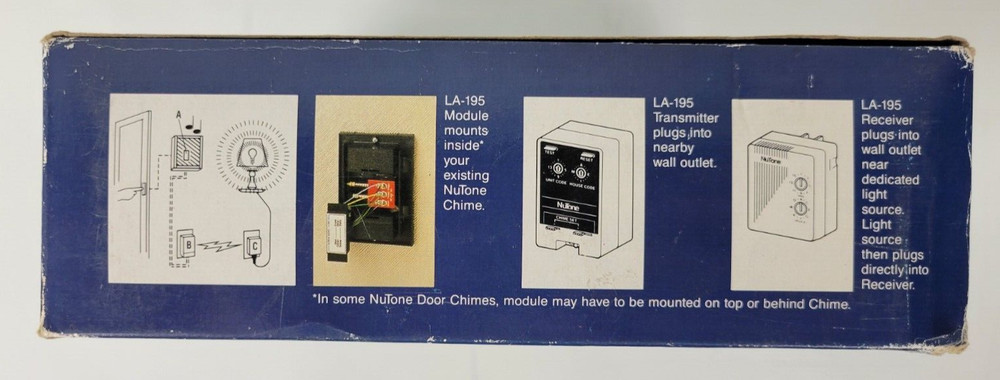 A
B
C
LA-195
Module
mounts
inside*
your
existing
NuTone
Chime.
TEST
RESET
UNIT CODE HOUSE CODE
NuTone
CHIME SET
LA-195
Transmitter
plugs into
nearby
wall outlet.
NuTone
LA-195
Receiver
plugs into
wall outlet
near
dedicated
light
source.
Light
source
then plugs
directly into
Receiver.
*In some NuTone Door Chimes, module may have to be mounted on top or behind Chime.